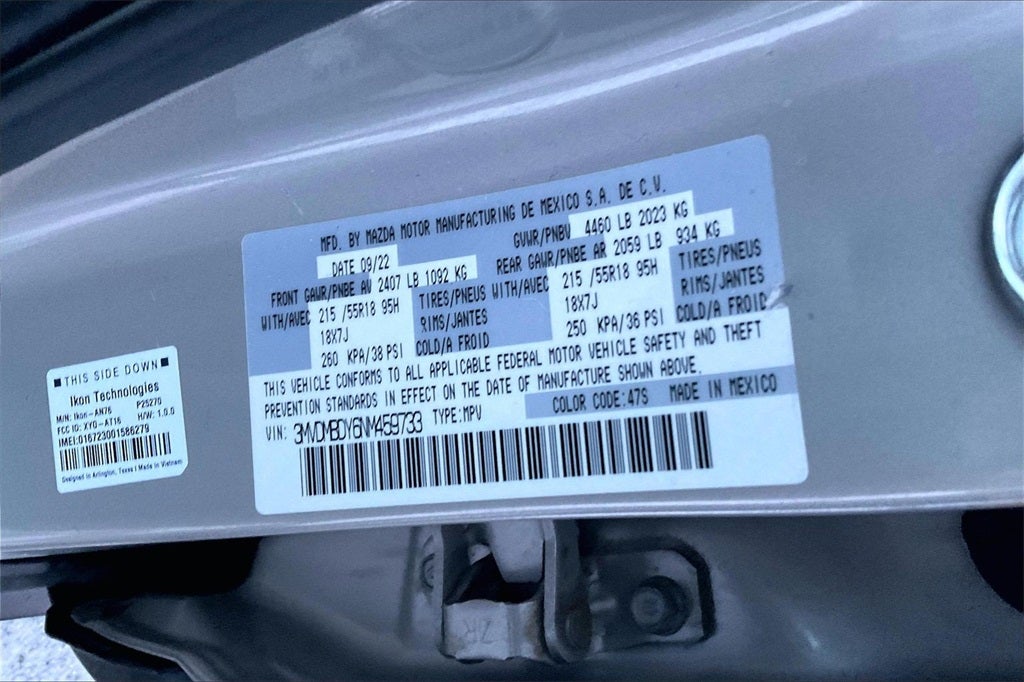 MFD. BY MAZDA MOTOR MANUFACTURING DE MEXICO S.A. DE C.V.
DATE 09/22 GVWR/PNBV 4460 LB 2023 KG
FRONT GAWR/PNBE AV 2407 LB 1092 KG REAR GAWR/PNBE AR 2059 LB 934 KG
WITH/AVEC 215 /55R18 95H TIRES/PNEUS WITH/AVEC 215 /55R18 95H TIRES/PNEUS
18X7J RIMS/JANTES 18X7J RIMS/JANTES
260 KPA/38 PSI COLD/A FROID 250 KPA/36 PSI COLD/A FROID
THIS VEHICLE CONFORMS TO ALL APPLICABLE FEDERAL MOTOR VEHICLE SAFETY AND THEFT
PREVENTION STANDARDS IN EFFECT ON THE DATE OF MANUFACTURE SHOWN ABOVE.
COLOR CODE:47S MADE IN MEXICO
VIN: 3MVDMBDY6NM459733 TYPE:MPV
THIS SIDE DOWN
Ikon Technologies
M/N: Ikon-AN76 P25270
FCC ID: XYO-AT16 H/W: 1.0.0
IMEI:016723001586279
Designed in Arlington, Texas | Made in Vietnam
ZIR